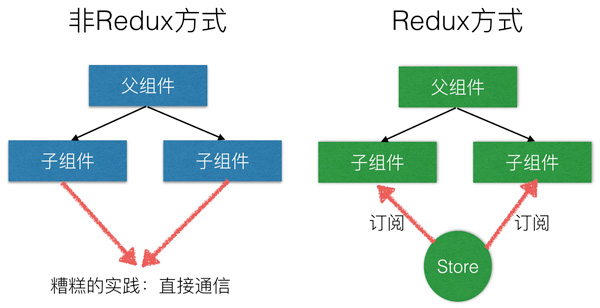 非Redux方式
父组件
子组件
子组件
糟糕的实践：直接通信
Redux方式
父组件
子组件
子组件
订阅
订阅
Store